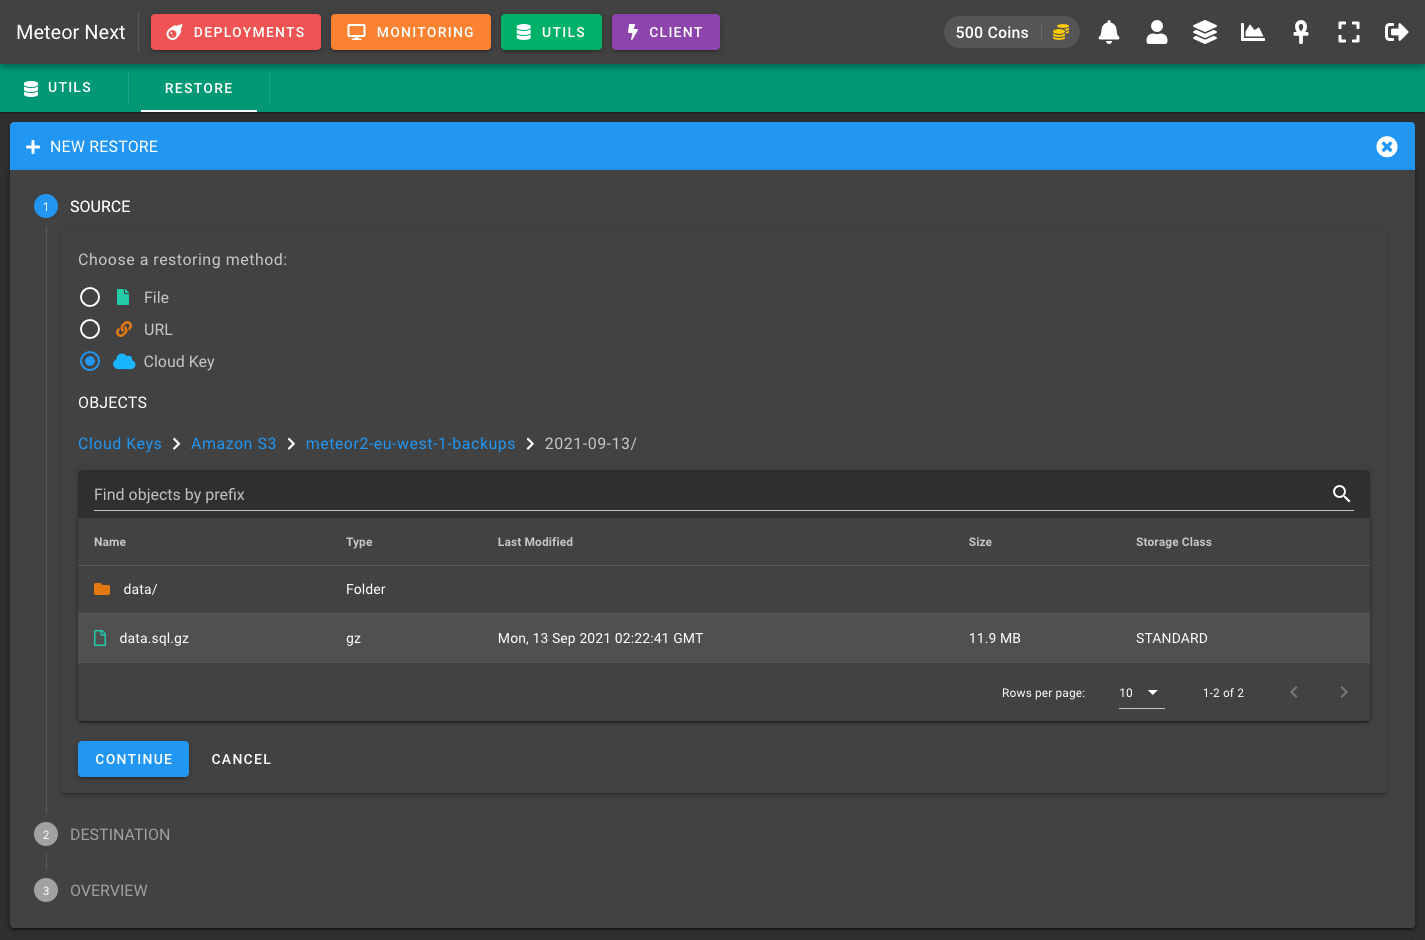 Meteor Next DEPLOYMENTS MONITORING UTILS CLIENT 500 Coins
UTILS RESTORE
NEW RESTORE
1 SOURCE
Choose a restoring method:
File
URL
Cloud Key
OBJECTS
Cloud Keys Amazon S3 meteor2-eu-west-1-backups 2021-09-13/
Find objects by prefix
Name Type Last Modified Size Storage Class
data/ Folder
data.sql.gz gz Mon, 13 Sep 2021 02:22:41 GMT 11.9 MB STANDARD
Rows per page: 10 1-2 of 2
CONTINUE CANCEL
2 DESTINATION
3 OVERVIEW